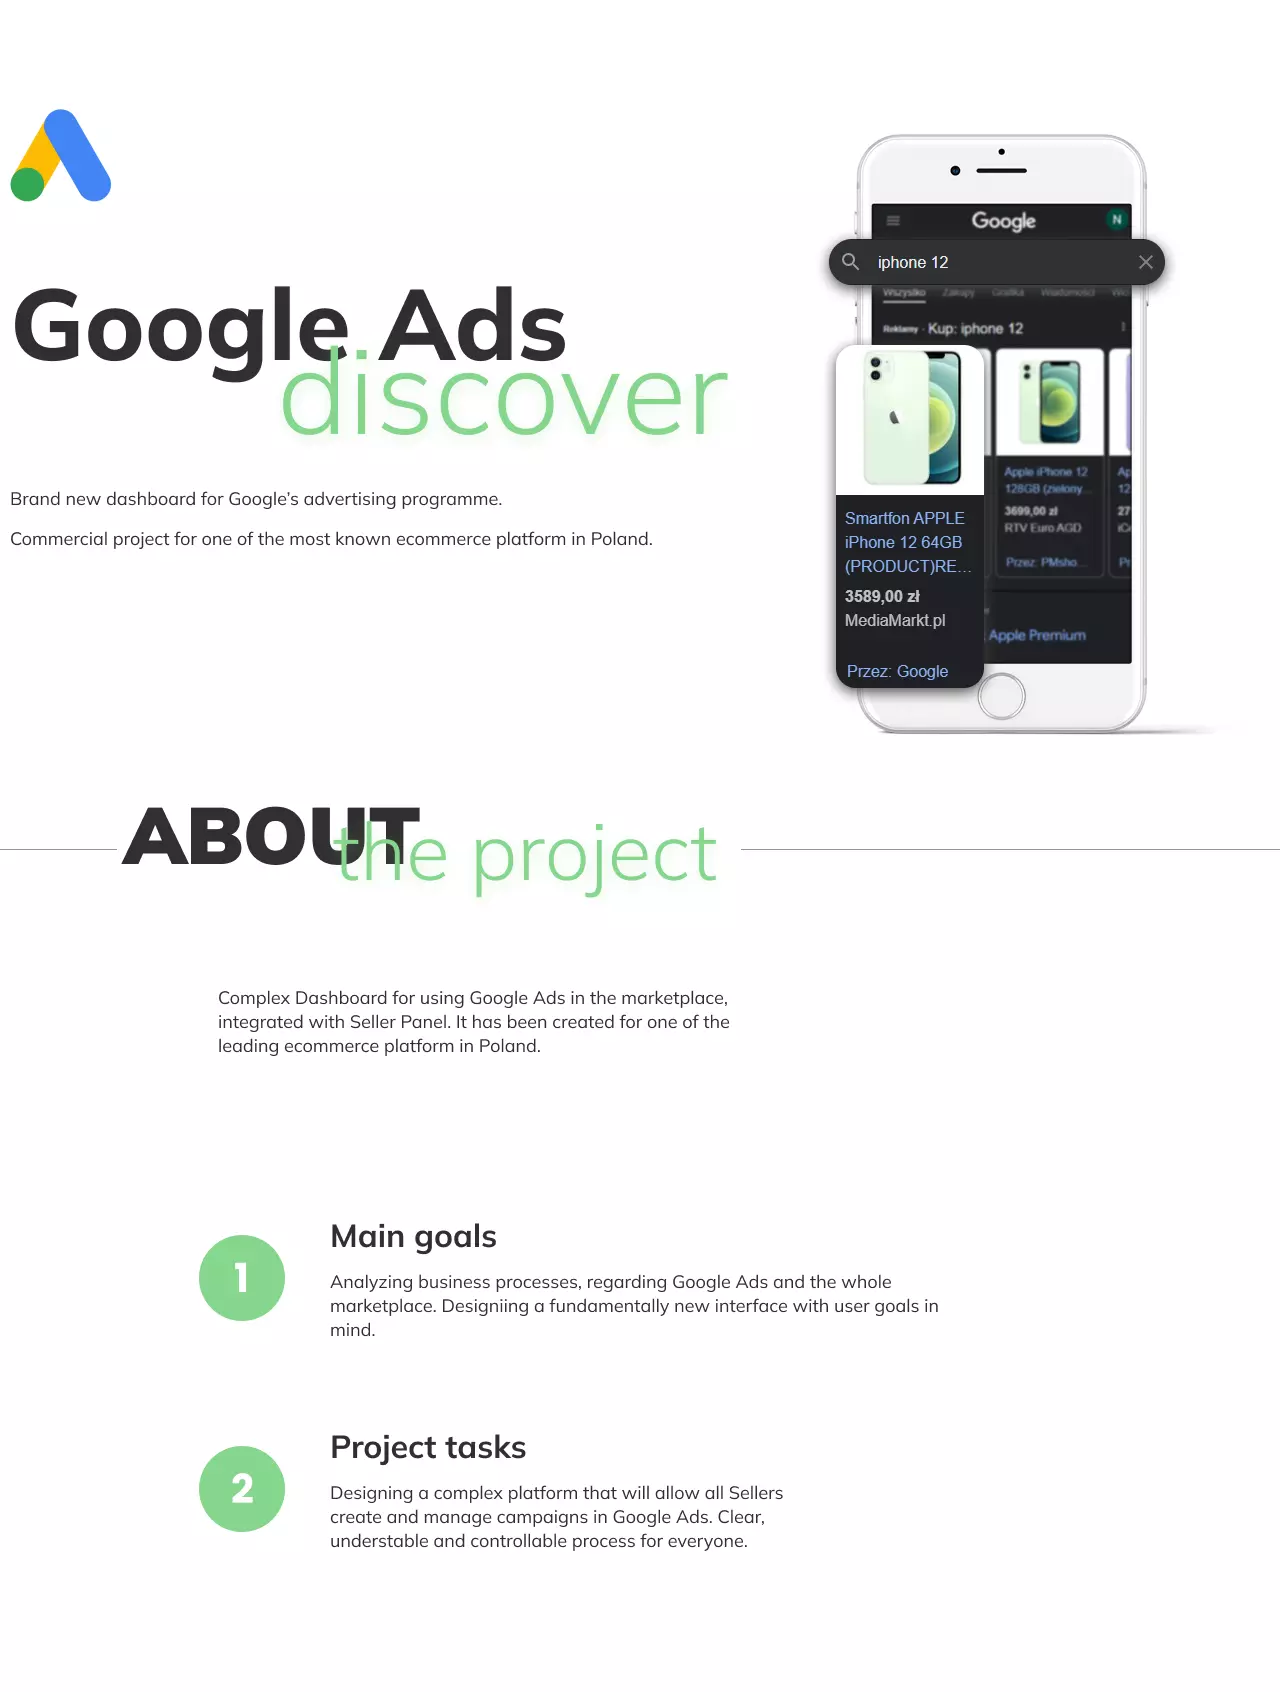 Google Ads
discover
Brand new dashboard for Google's advertising programme.
Commercial project for one of the most known ecommerce platform in Poland.
Google
N
iphone 12
Wszystko Zakupy Grafika Wiadomości
Reklamy · Kup: iphone 12
Smartfon APPLE
iPhone 12 64GB
(PRODUCT)RE...
3589,00 zł
MediaMarkt.pl
Przez: Google
Apple iPhone 12
128GB (zielony...
3699,00 zł
RTV Euro AGD
Przez: PMsho...
Ap
12
27
iC
Pr
Apple Premium
ABOUT
the project
Complex Dashboard for using Google Ads in the marketplace,
integrated with Seller Panel. It has been created for one of the
leading ecommerce platform in Poland.
1
Main goals
Analyzing business processes, regarding Google Ads and the whole
marketplace. Designiing a fundamentally new interface with user goals in
mind.
2
Project tasks
Designing a complex platform that will allow all Sellers
create and manage campaigns in Google Ads. Clear,
understable and controllable process for everyone.